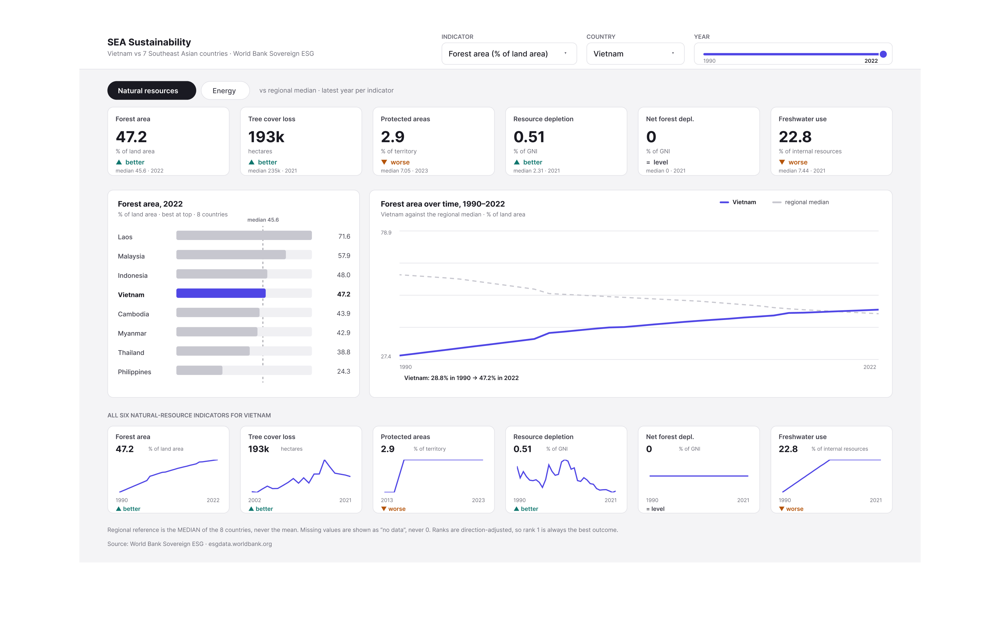 SEA Sustainability
Vietnam vs 7 Southeast Asian countries · World Bank Sovereign ESG
INDICATOR
Forest area (% of land area)
COUNTRY
Vietnam
YEAR
1990
2022
Natural resources
Energy
vs regional median · latest year per indicator
Forest area
47.2
% of land area
▲ better
median 45.6 · 2022
Tree cover loss
193k
hectares
▲ better
median 235k · 2021
Protected areas
2.9
% of territory
▼ worse
median 7.05 · 2023
Resource depletion
0.51
% of GNI
▲ better
median 2.31 · 2021
Net forest depl.
0
% of GNI
= level
median 0 · 2021
Freshwater use
22.8
% of internal resources
▼ worse
median 7.44 · 2021
Forest area, 2022
% of land area · best at top · 8 countries
median 45.6
Laos 71.6
Malaysia 57.9
Indonesia 48.0
Vietnam 47.2
Cambodia 43.9
Myanmar 42.9
Thailand 38.8
Philippines 24.3
Forest area over time, 1990–2022
Vietnam against the regional median · % of land area
Vietnam
regional median
78.9
27.4
1990
2022
Vietnam: 28.8% in 1990 → 47.2% in 2022
ALL SIX NATURAL-RESOURCE INDICATORS FOR VIETNAM
Forest area
47.2 % of land area
1990 2022
▲ better
Tree cover loss
193k hectares
2002 2021
▲ better
Protected areas
2.9 % of territory
2013 2023
▼ worse
Resource depletion
0.51 % of GNI
1990 2021
▲ better
Net forest depl.
0 % of GNI
1990 2021
= level
Freshwater use
22.8 % of internal resources
1990 2021
▼ worse
Regional reference is the MEDIAN of the 8 countries, never the mean. Missing values are shown as “no data”, never 0. Ranks are direction-adjusted, so rank 1 is always the best outcome.
Source: World Bank Sovereign ESG · esgdata.worldbank.org